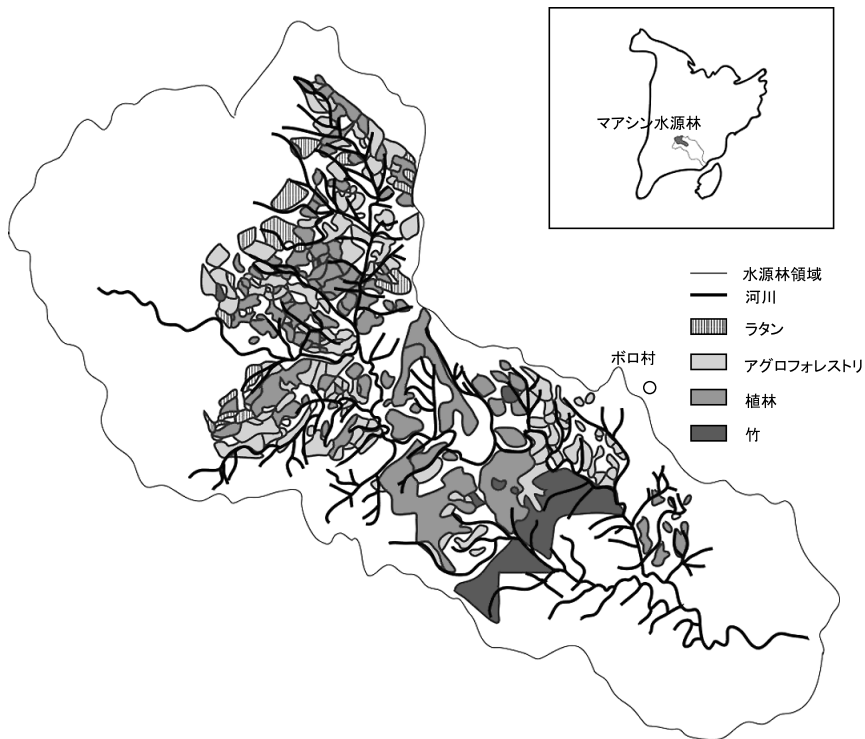 マアシン水源林
水源林領域
河川
ラタン
ボロ村
アグロフォレストリ
植林
竹